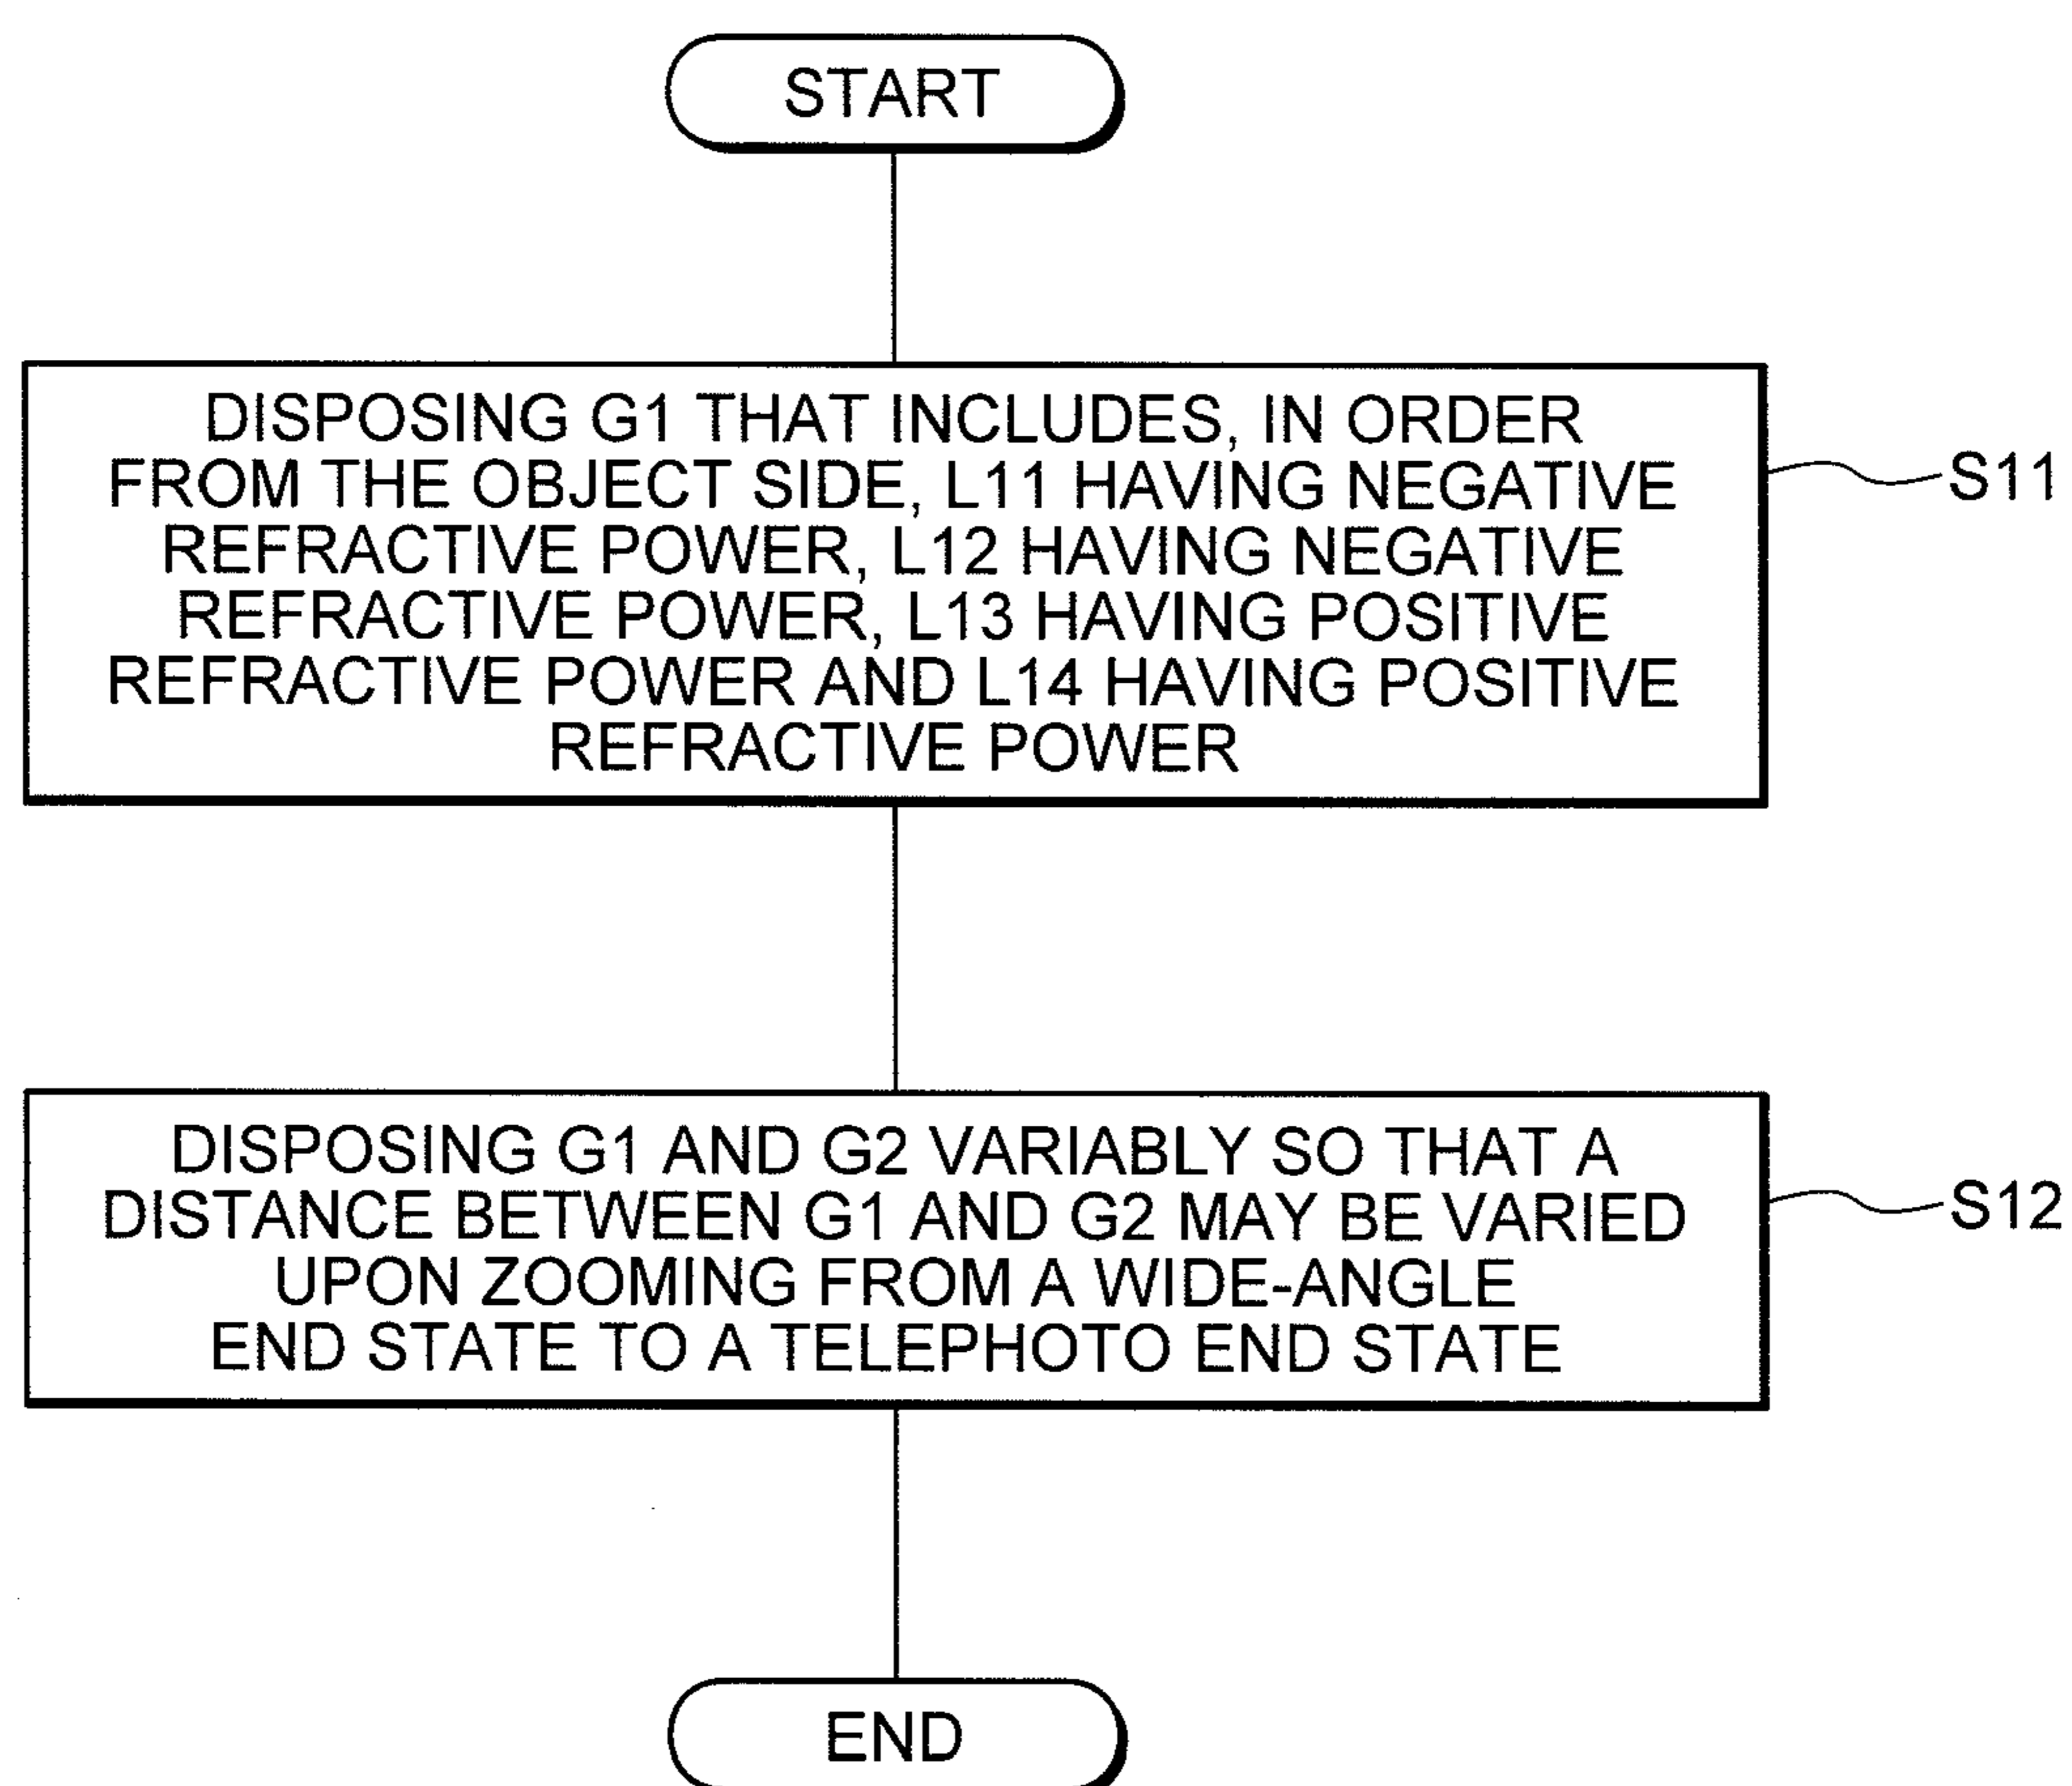 START
DISPOSING G1 THAT INCLUDES, IN ORDER
FROM THE OBJECT SIDE, L11 HAVING NEGATIVE
REFRACTIVE POWER, L12 HAVING NEGATIVE
REFRACTIVE POWER, L13 HAVING POSITIVE
REFRACTIVE POWER AND L14 HAVING POSITIVE
REFRACTIVE POWER
S11
DISPOSING G1 AND G2 VARIABLY SO THAT A
DISTANCE BETWEEN G1 AND G2 MAY BE VARIED
UPON ZOOMING FROM A WIDE-ANGLE
END STATE TO A TELEPHOTO END STATE
S12
END